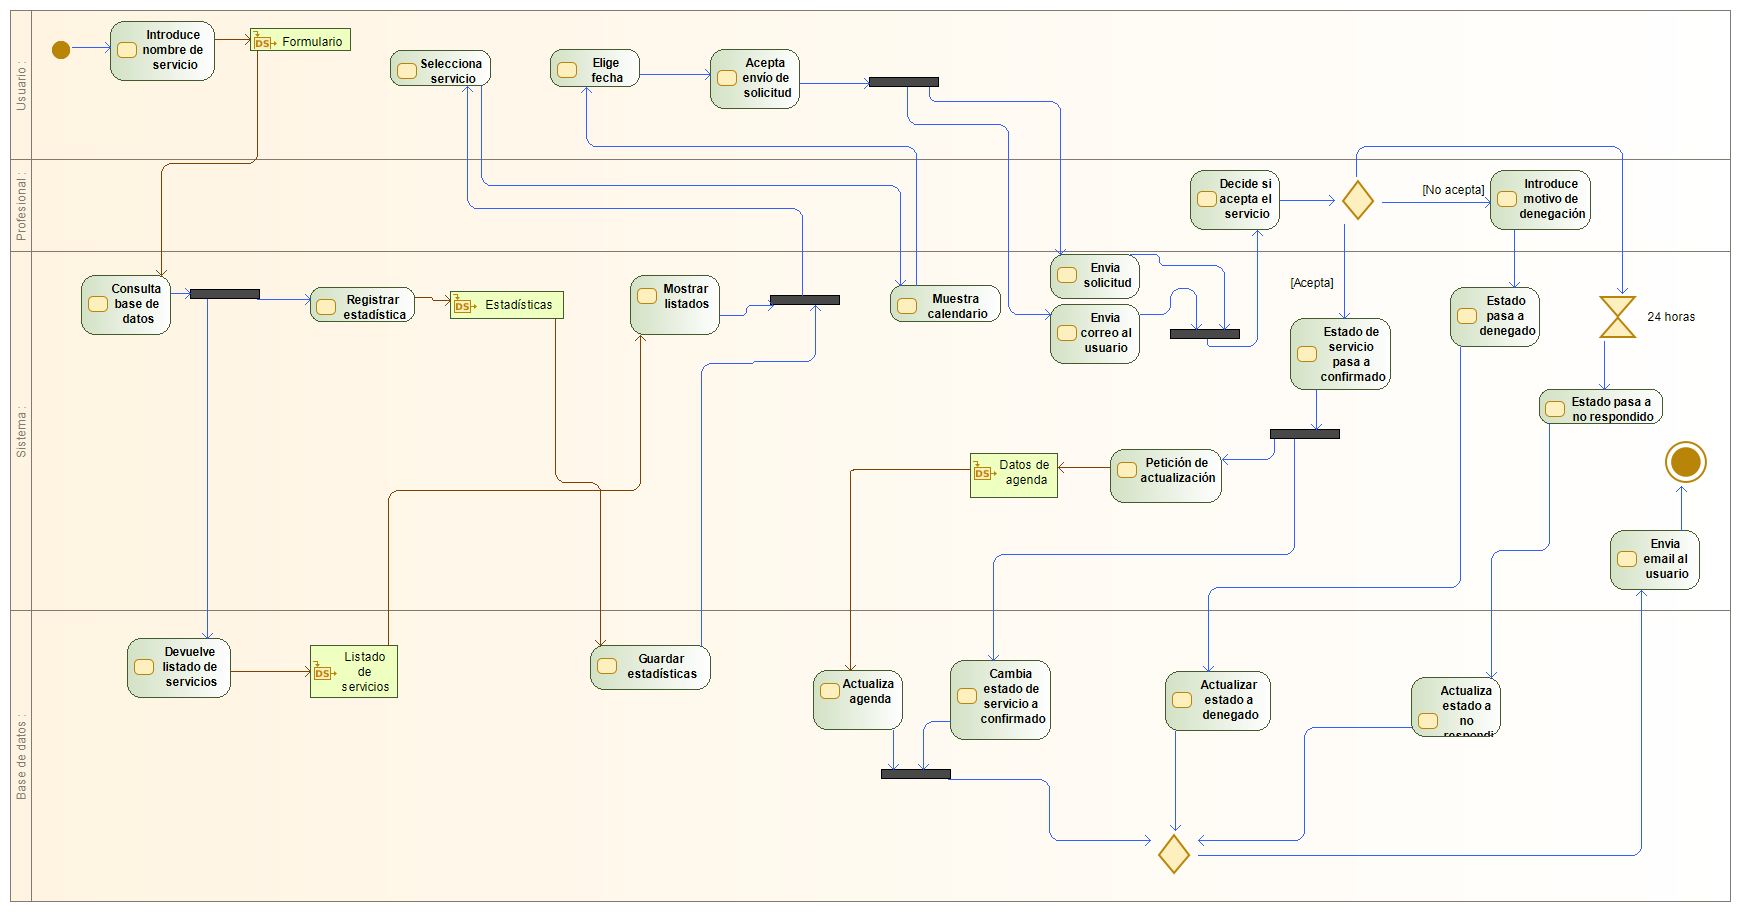 Usuario :
Introduce
nombre de
servicio
DS
Formulario
Selecciona
servicio
Elige
fecha
Acepta
envío de
solicitud
Profesional :
Decide si
acepta el
servicio
[No acepta]
Introduce
motivo de
denegación
Sistema :
Consulta
base de
datos
Registrar
estadística
DS
Estadísticas
Mostrar
listados
Muestra
calendario
Envia
solicitud
Envia
correo al
usuario
[Acepta]
Estado de
servicio
pasa a
confirmado
Estado
pasa a
denegado
24 horas
Estado pasa a
no respondido
DS
Datos de
agenda
Petición de
actualización
Envia
email al
usuario
Base de datos :
Devuelve
listado de
servicios
DS
Listado
de
servicios
Guardar
estadísticas
Actualiza
agenda
Cambia
estado de
servicio a
confirmado
Actualizar
estado a
denegado
Actualiza
estado a
no
respondi